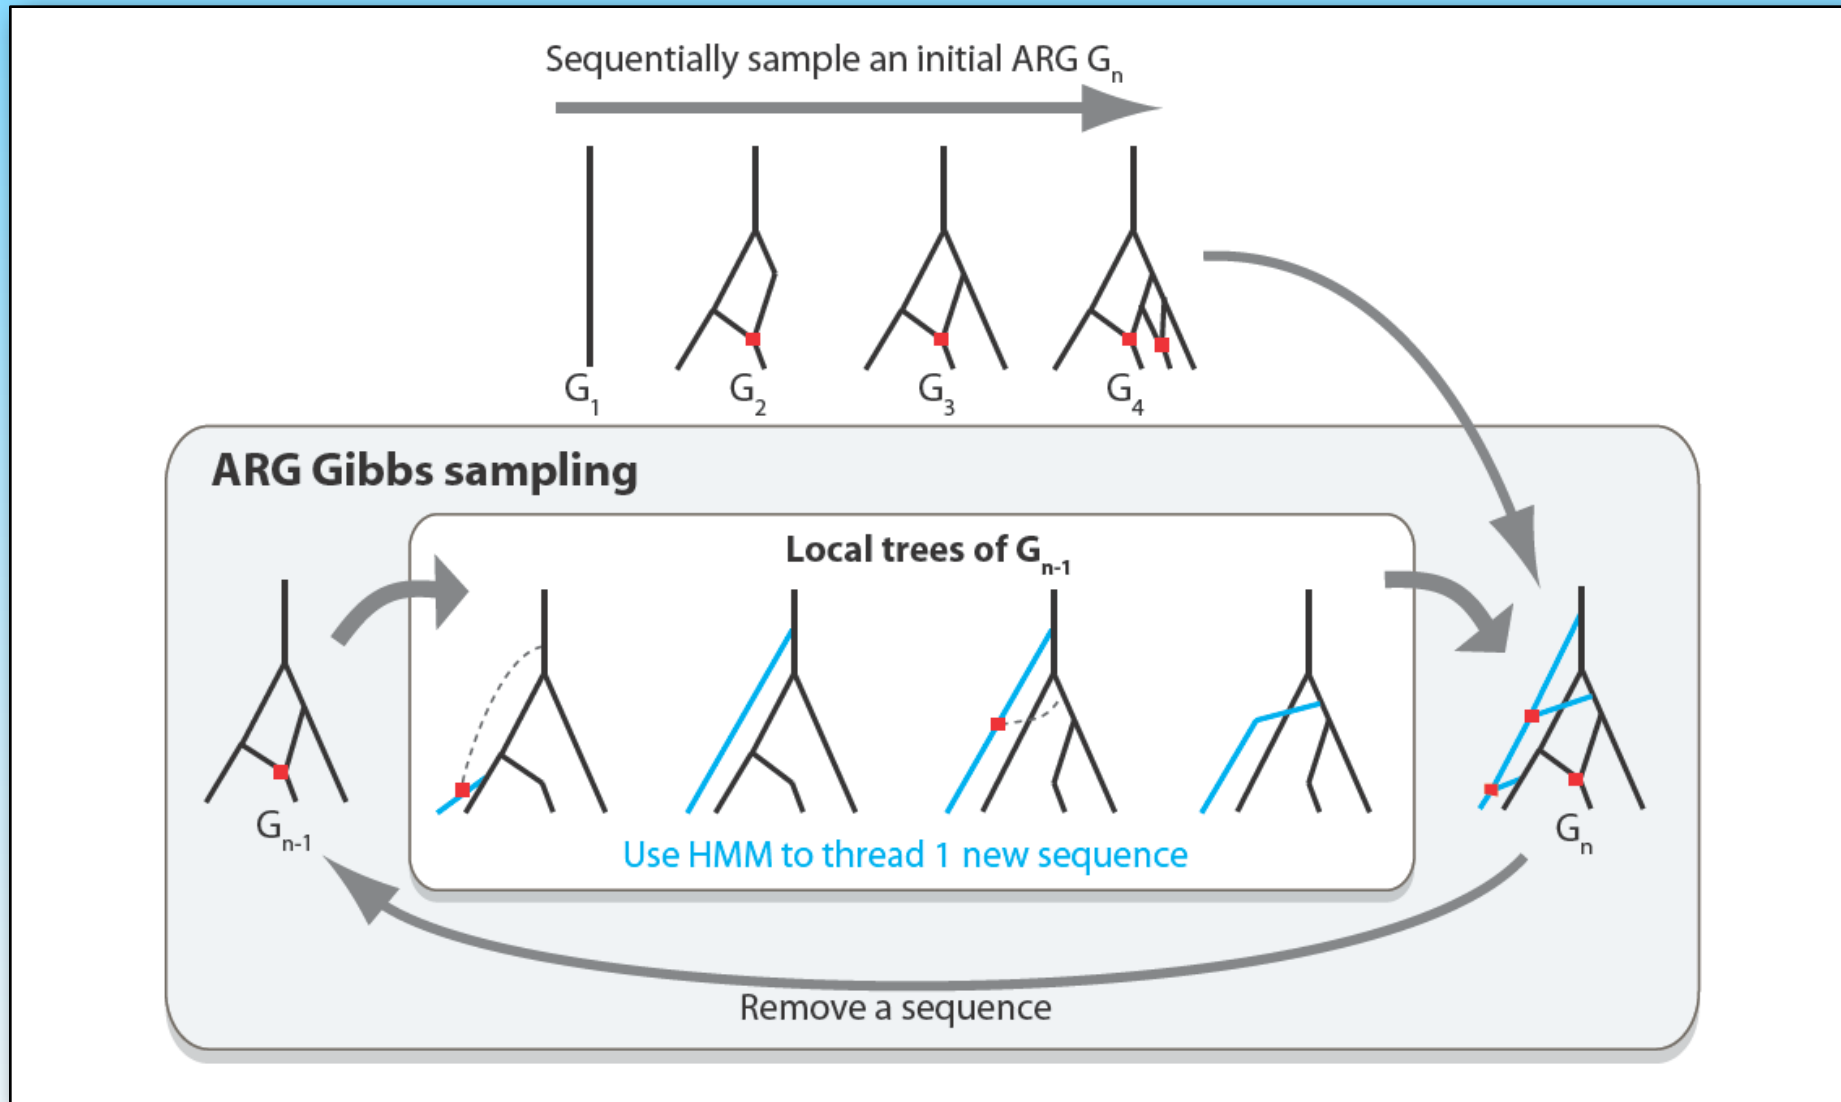 Sequentially sample an initial ARG Gn
G1
G2
G3
G4
ARG Gibbs sampling
Local trees of Gn-1
Gn-1
Use HMM to thread 1 new sequence
Gn
Remove a sequence